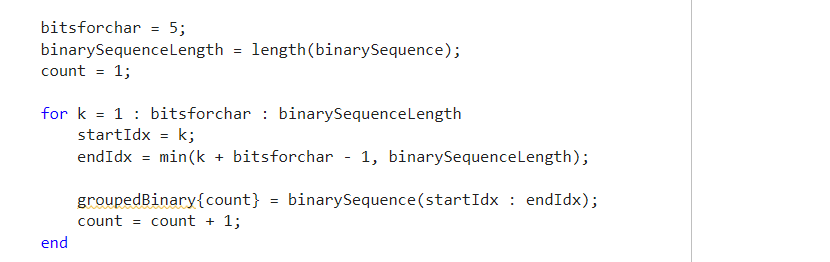 bitsforchar = 5;
binarySequenceLength = length(binarySequence);
count = 1;
for k = 1 : bitsforchar : binarySequenceLength
startIdx = k;
endIdx = min(k + bitsforchar - 1, binarySequenceLength);
groupedBinary{count} = binarySequence(startIdx : endIdx);
count = count + 1;
end